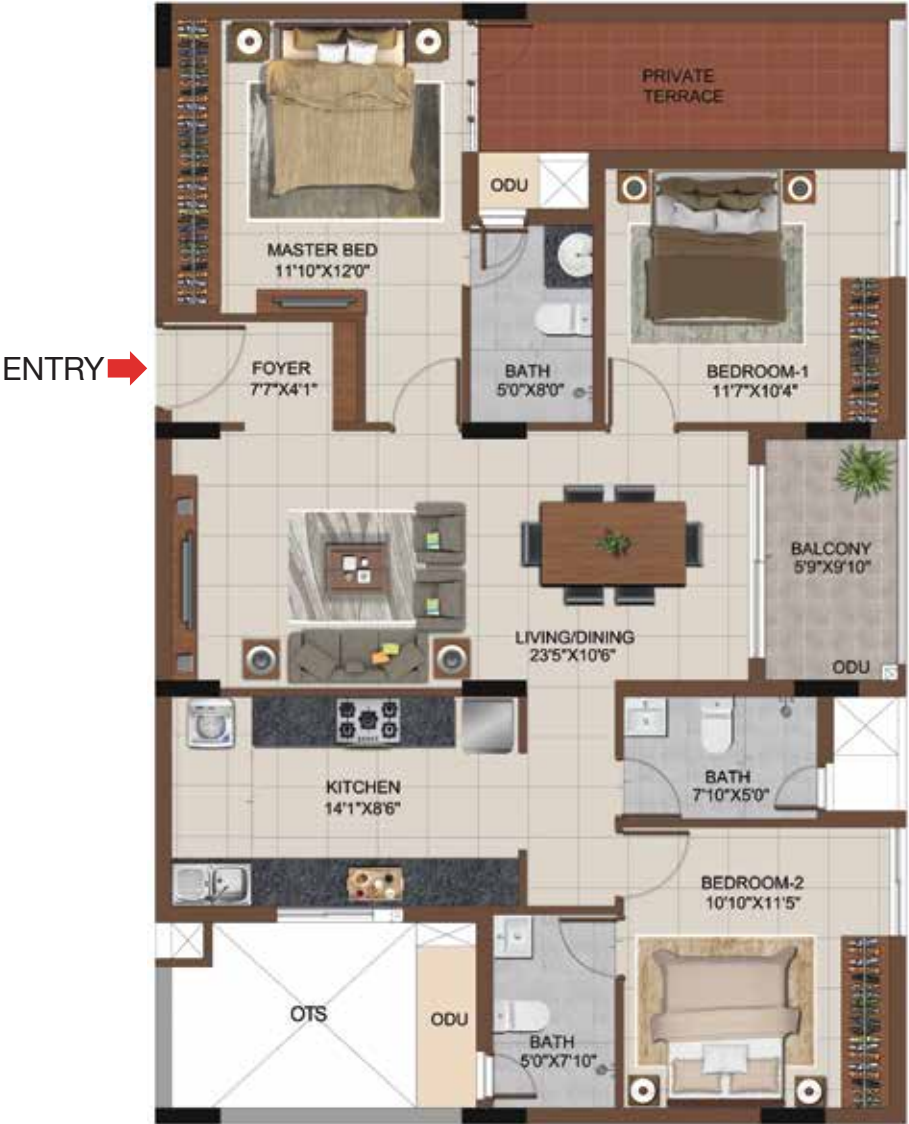 PRIVATE
TERRACE
ODU
MASTER BED
11'10"X12'0"
ENTRY
FOYER
7'7"X4'1"
BATH
5'0"X8'0"
BEDROOM-1
11'7"X10'4"
BALCONY
5'9"X9'10"
LIVING/DINING
23'5"X10'6"
ODU
KITCHEN
14'1"X8'6"
BATH
7'10"X5'0"
BEDROOM-2
10'10"X11'5"
OTS
ODU
BATH
5'0"X7'10"